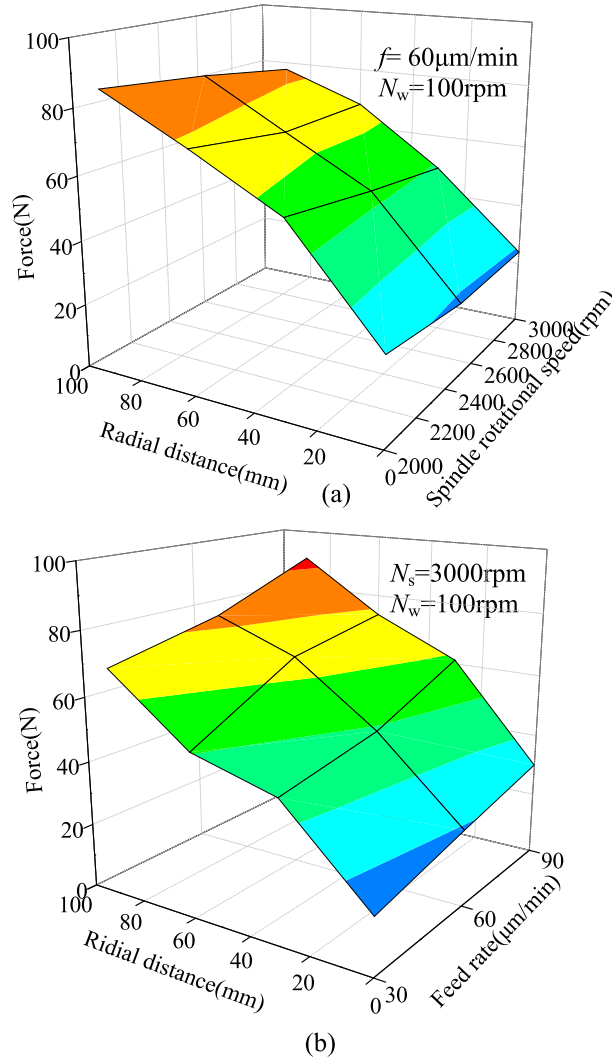 100
80
60
40
20
0
Force(N)
f= 60μm/min
Nw=100rpm
100
80
60
40
20
0
Radial distance(mm)
2000
2200
2400
2600
2800
3000
Spindle rotational speed(rpm)
(a)
100
80
60
40
20
0
Force(N)
Ns=3000rpm
Nw=100rpm
100
80
60
40
20
0
Ridial distance(mm)
30
60
90
Feed rate(μm/min)
(b)